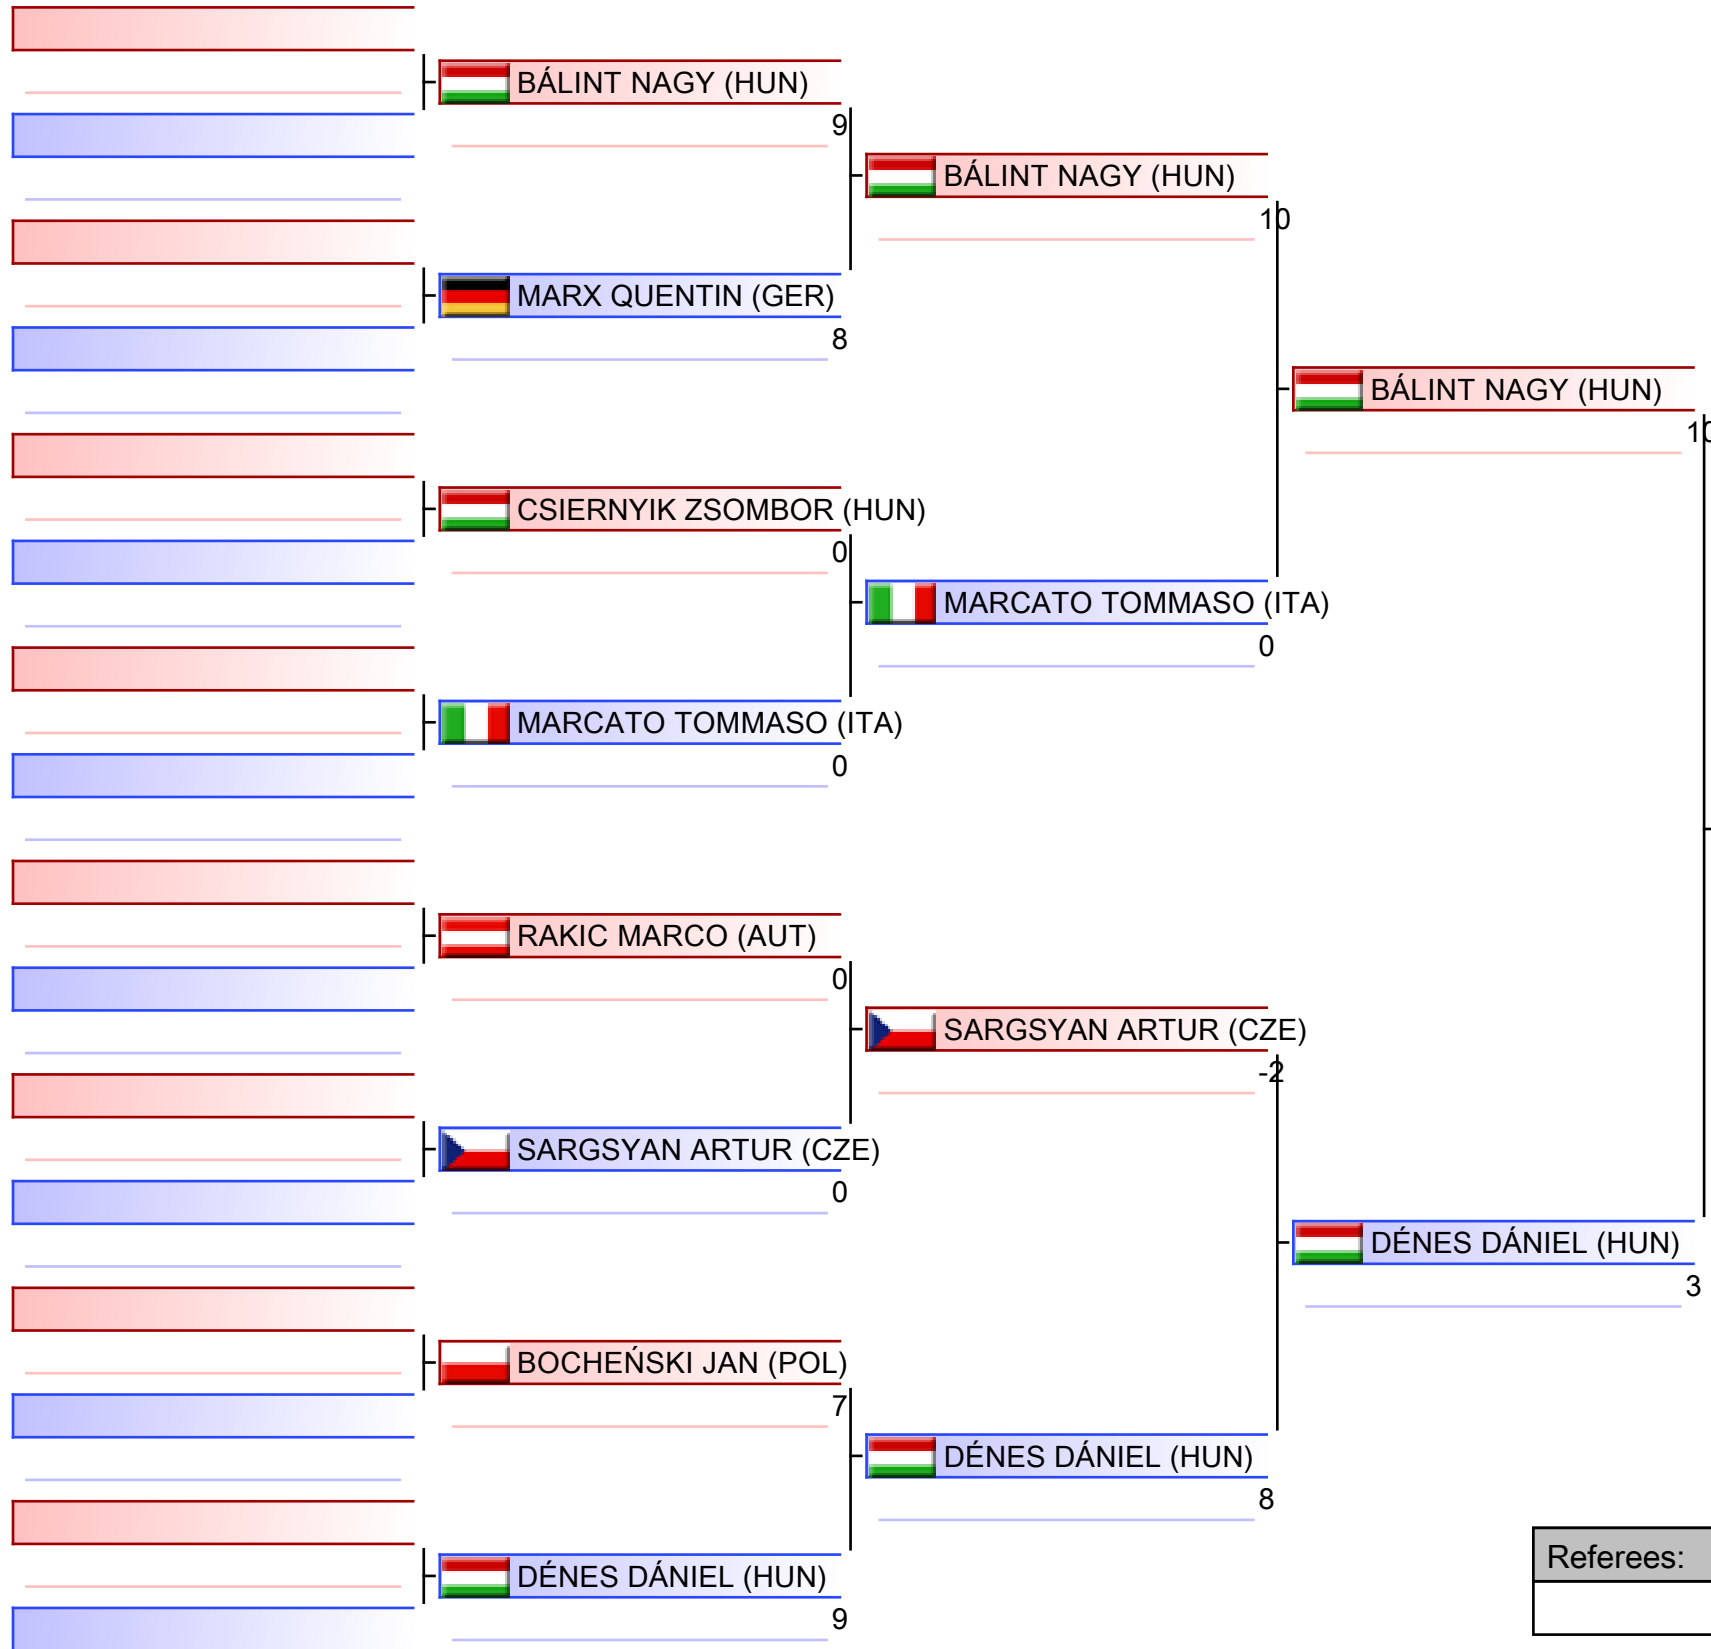 BÁLINT NAGY (HUN)
9
MARX QUENTIN (GER)
8
CSIERNYIK ZSOMBOR (HUN)
0
MARCATO TOMMASO (ITA)
0
RAKIC MARCO (AUT)
0
SARGSYAN ARTUR (CZE)
0
BOCHEŃSKI JAN (POL)
7
DÉNES DÁNIEL (HUN)
9
BÁLINT NAGY (HUN)
10
MARCATO TOMMASO (ITA)
0
SARGSYAN ARTUR (CZE)
-2
DÉNES DÁNIEL (HUN)
8
BÁLINT NAGY (HUN)
10
DÉNES DÁNIEL (HUN)
3
Referees: